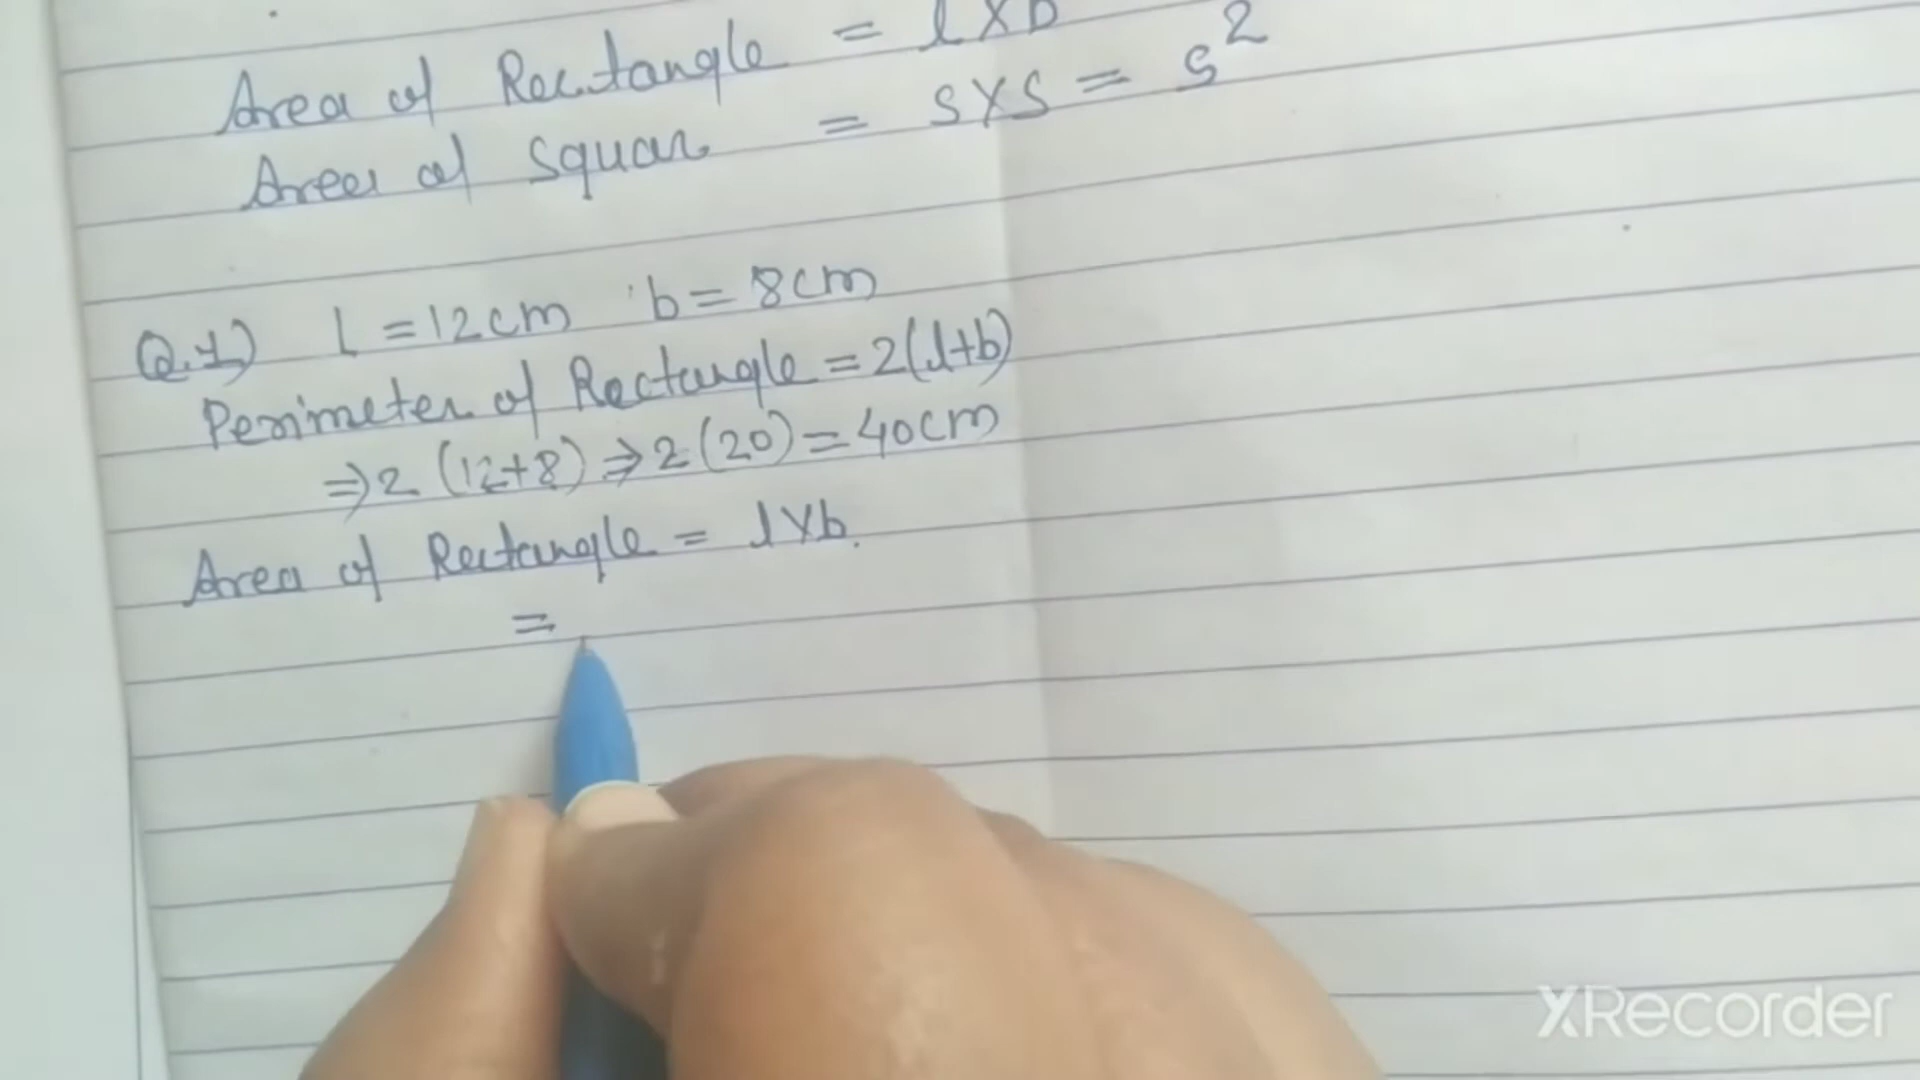 Area of Rectangle = l×b
Area of Squar = s×s = s²
Q.1) l = 12cm b = 8cm
Perimeter of Rectangle = 2(l+b)
⇒ 2 (12+8) ⇒ 2(20) = 40cm
Area of Rectangle = l×b.
=
XRecorder